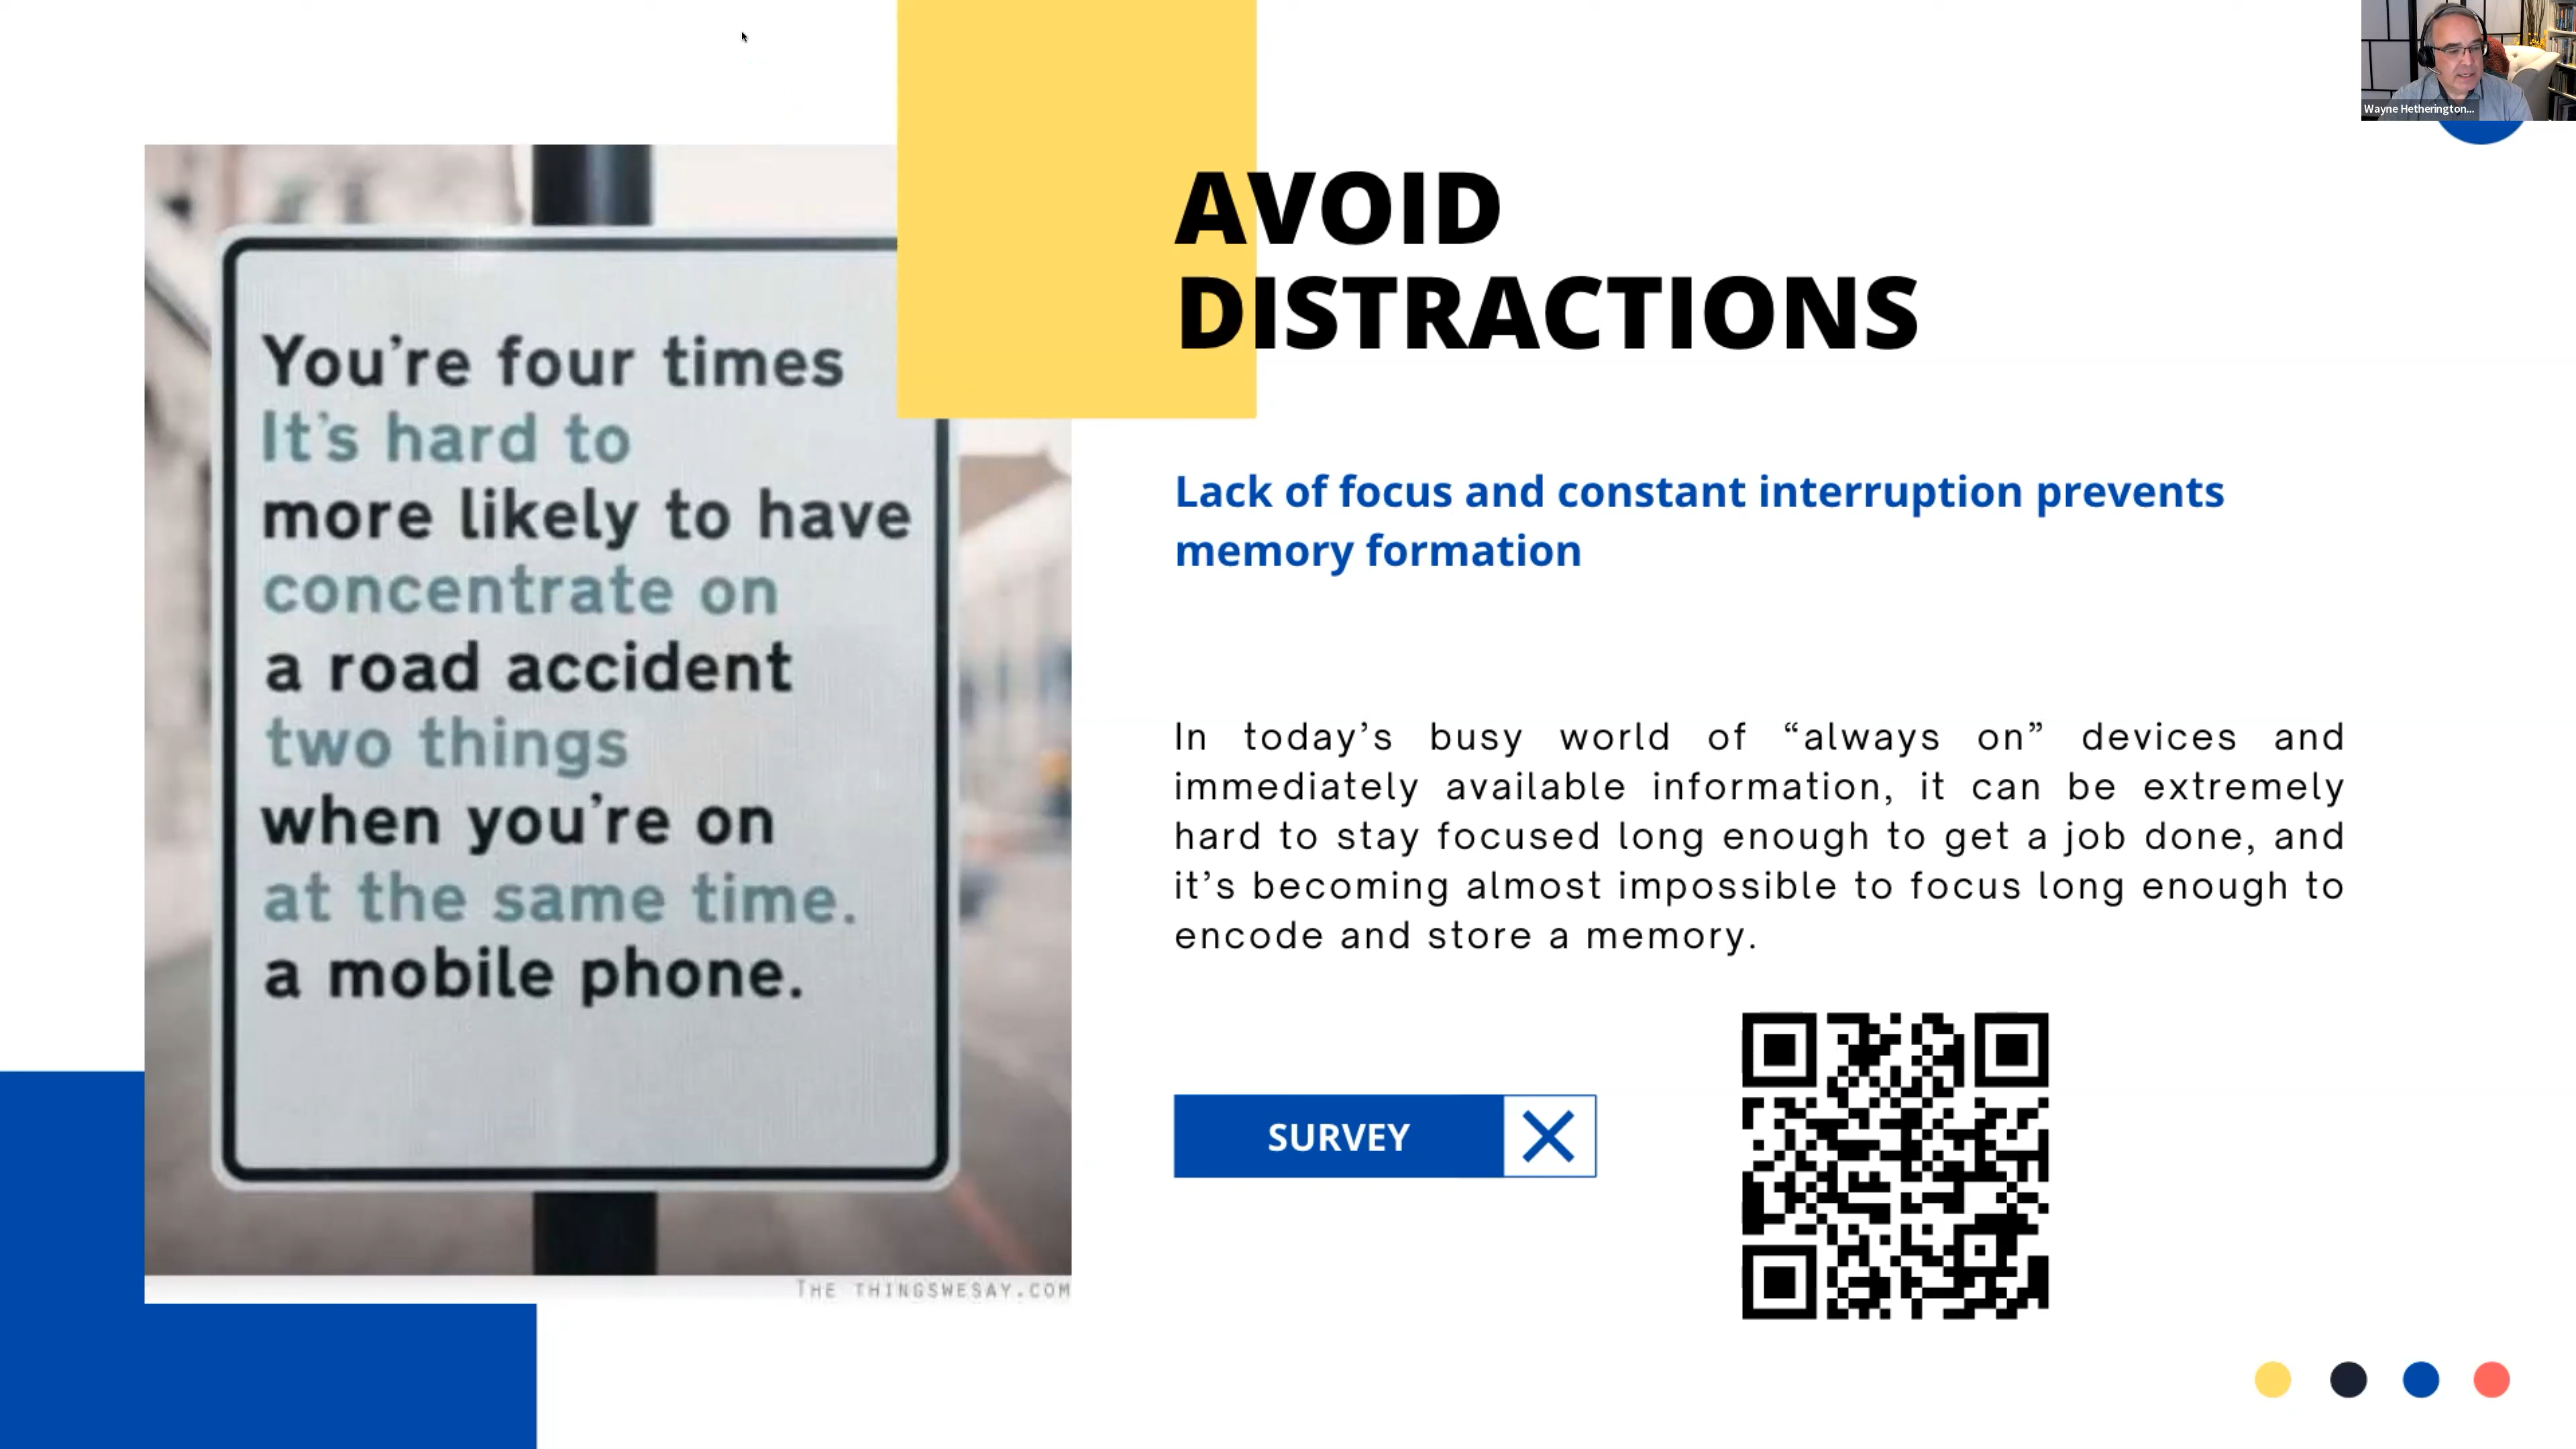 Wayne Hetherington...
AVOID
DISTRACTIONS
You're four times
It's hard to
more likely to have
concentrate on
a road accident
two things
when you're on
at the same time.
a mobile phone.
THE THINGSWESAY.COM
Lack of focus and constant interruption prevents
memory formation
In today's busy world of “always on” devices and
immediately available information, it can be extremely
hard to stay focused long enough to get a job done, and
it's becoming almost impossible to focus long enough to
encode and store a memory.
SURVEY